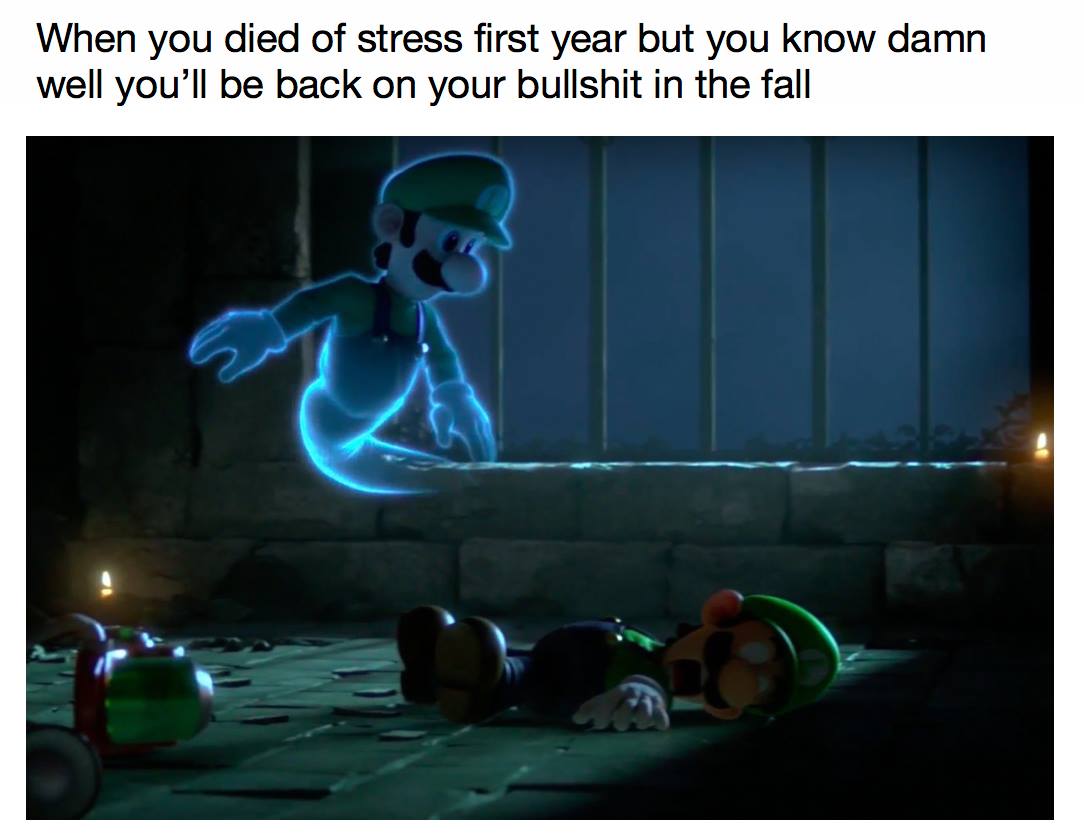 When you died of stress first year but you know damn
well you’ll be back on your bullshit in the fall